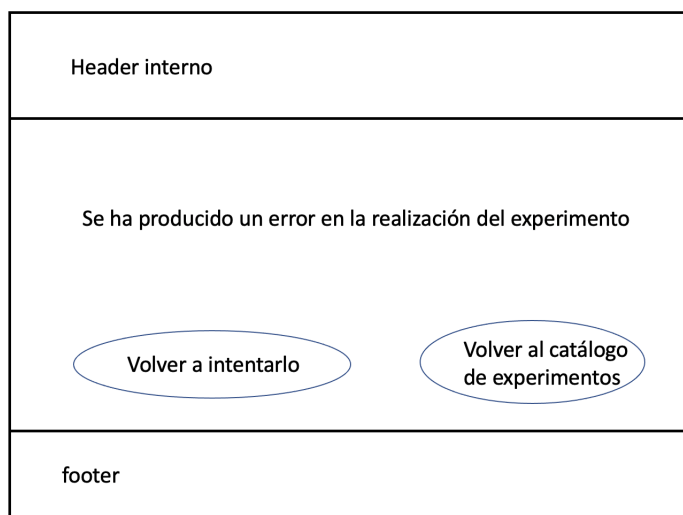 Header interno
Se ha producido un error en la realización del experimento
Volver a intentarlo
Volver al catálogo
de experimentos
footer